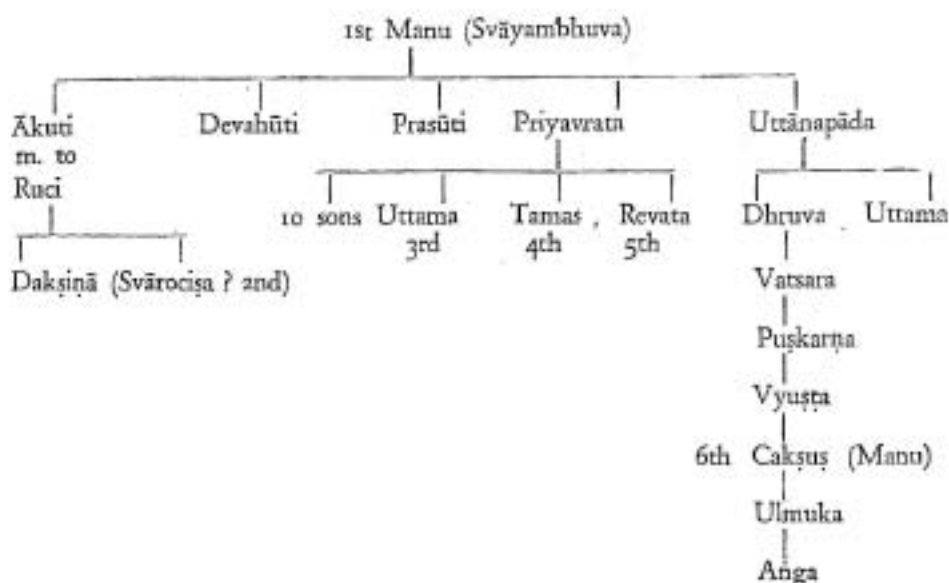 1st Manu (Svāyambhuva)
Ākuti Devahūti Prasūti Priyavrata Uttānapāda
m. to
Ruci
10 sons Uttama Tamas , Revata Dhruva Uttama
3rd 4th 5th
Dakṣiṇā (Svārociṣa ? 2nd) Vatsara
Puṣkarṇa
Vyuṣṭa
6th Cakṣuṣ (Manu)
Ulmuka
Aṅga